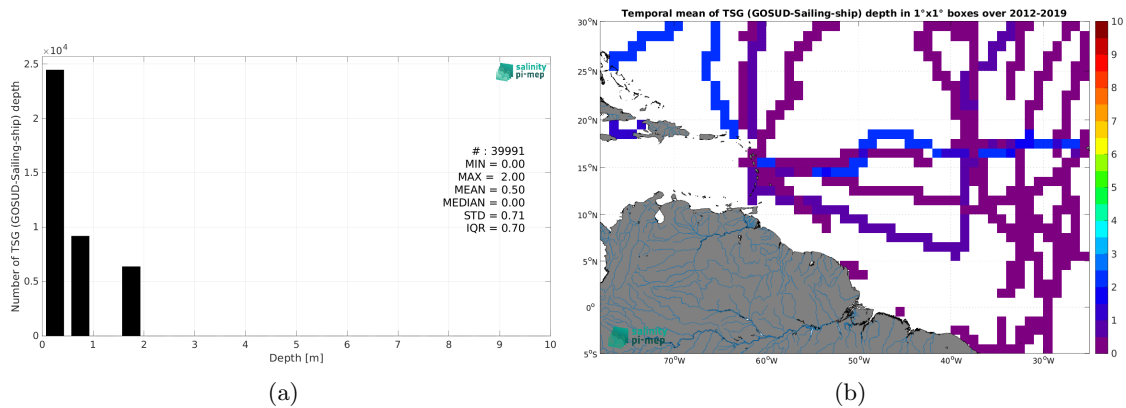 ×10⁴
2.5
2
1.5
1
0.5
0
0 1 2 3 4 5 6 7 8 9 10
Number of TSG (GOSUD-Sailing-ship) depth
Depth [m]
salinity
pi-mep
# : 39991
MIN = 0.00
MAX = 2.00
MEAN = 0.50
MEDIAN = 0.00
STD = 0.71
IQR = 0.70
(a)
Temporal mean of TSG (GOSUD-Sailing-ship) depth in 1°x1° boxes over 2012-2019
30°N
25°N
20°N
15°N
10°N
5°N
0°
5°S
70°W 60°W 50°W 40°W 30°W
salinity
pi-mep
10
9
8
7
6
5
4
3
2
1
0
(b)